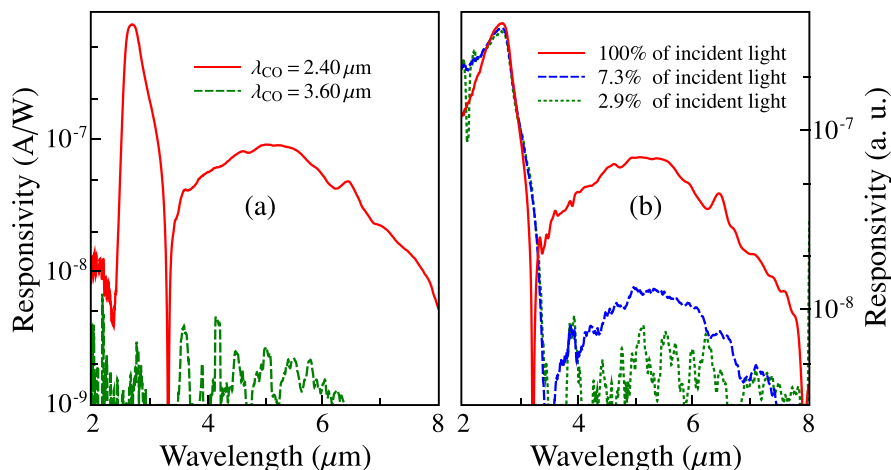 λCO = 2.40 μm
λCO = 3.60 μm
100% of incident light
7.3% of incident light
2.9% of incident light
10-7
10-8
10-9
10-7
10-8
(a)
(b)
2 4 6 8
2 4 6 8
Wavelength (μm)
Wavelength (μm)
Responsivity (A/W)
Responsivity (a. u.)